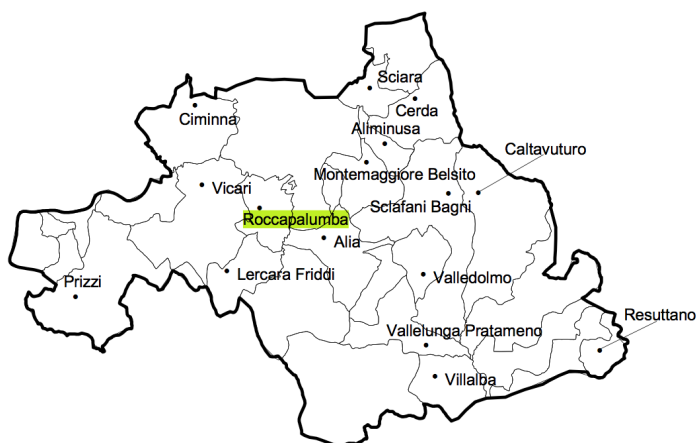 Sciara
Cerda
Ciminna
Aliminusa
Caltavuturo
Montemaggiore Belsito
Vicari
Sclafani Bagni
Roccapalumba
Alia
Lercara Friddi
Valledolmo
Prizzi
Resuttano
Vallelunga Pratameno
Villalba